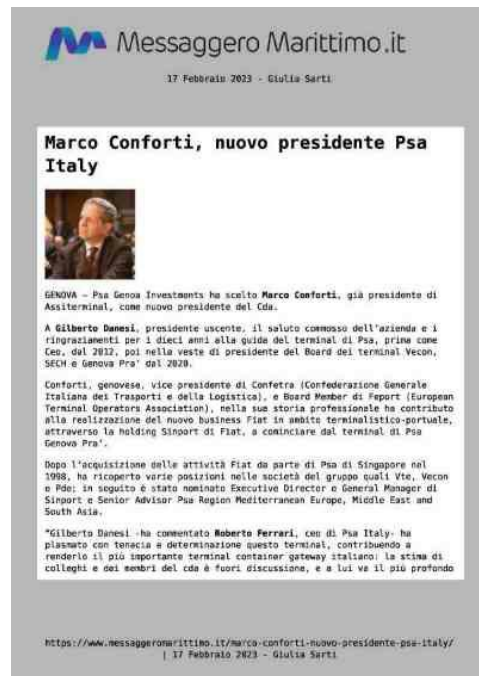 Messaggero Marittimo.it
17 Febbraio 2023 - Giulia Sarti
Marco Conforti, nuovo presidente Psa
Italy
GENOVA – Psa Genoa Investments ha scelto Marco Conforti, già presidente di
Assiterminal, come nuovo presidente del Cda.
A Gilberto Danesi, presidente uscente, il saluto commosso dell'azienda e i
ringraziamenti per i dieci anni alla guida del terminal di Psa, prima come
Ceo, dal 2012, poi nella veste di presidente del Board dei terminal Vecon,
SECH e Genova Pra' dal 2020.
Conforti, genovese, vice presidente di Confetra (Confederazione Generale
Italiana dei Trasporti e della Logistica), e Board Member di Feport (European
Terminal Operators Association), nella sua storia professionale ha contribuito
alla realizzazione del nuovo business Fiat in ambito terminalistico-portuale,
attraverso la holding Sinport di Fiat, a cominciare dal terminal di Psa
Genova Pra'.
Dopo l'acquisizione delle attività Fiat da parte di Psa di Singapore nel
1998, ha ricoperto varie posizioni nelle società del gruppo quali Vte, Vecon
e Pde; in seguito è stato nominato Executive Director e General Manager di
Sinport e Senior Advisor Psa Region Mediterranean Europe, Middle East and
South Asia.
"Gilberto Danesi -ha commentato Roberto Ferrari, ceo di Psa Italy- ha
plasmato con tenacia e determinazione questo terminal, contribuendo a
renderlo il più importante terminal container gateway italiano: la stima di
colleghi e dei membri del cda è fuori discussione, e a lui va il più profondo
https://www.messaggeromarittimo.it/marco-conforti-nuovo-presidente-psa-italy/
| 17 Febbraio 2023 - Giulia Sarti